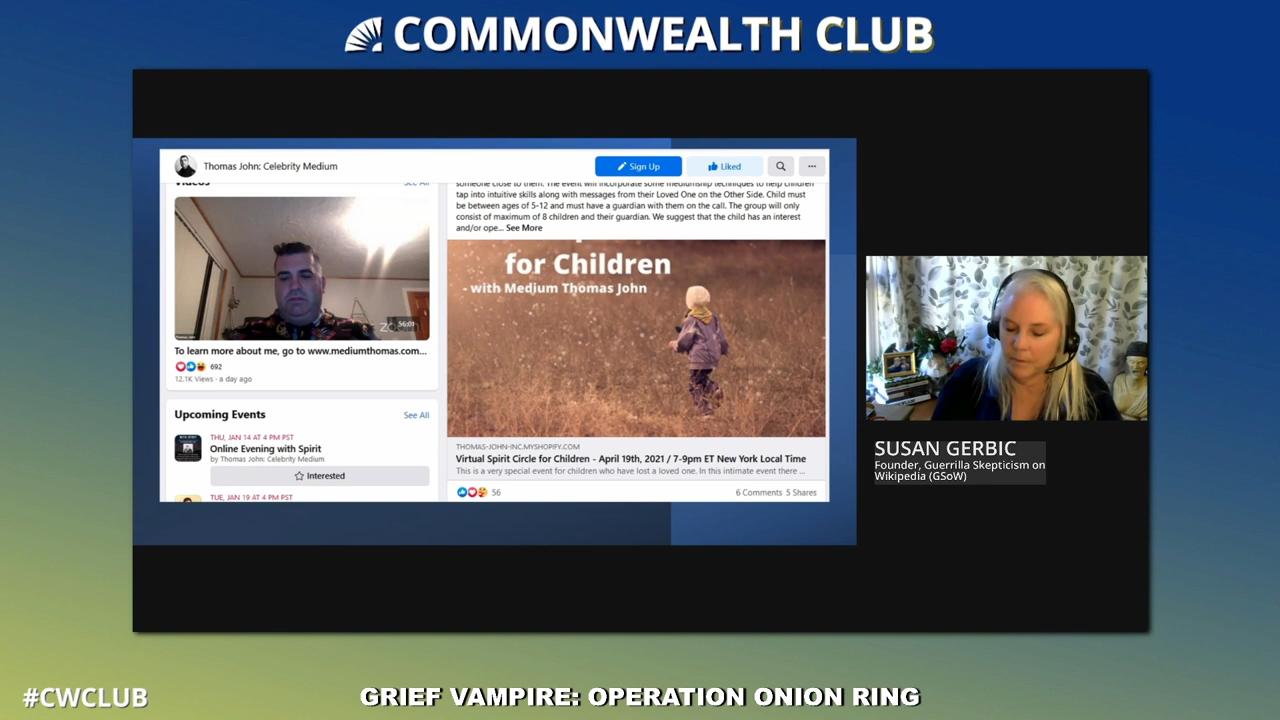 COMMONWEALTH CLUB
Thomas John: Celebrity Medium
Sign Up
Liked
Videos
See All
56:01
To learn more about me, go to www.mediumthomas.com...
692
12.1K Views · a day ago
Upcoming Events
See All
THU, JAN 14 AT 4 PM PST
Online Evening with Spirit
by Thomas John: Celebrity Medium
Interested
TUE, JAN 19 AT 4 PM PST
someone close to them. The event will incorporate some mediumship techniques to help children
tap into intuitive skills along with messages from their Loved One on the Other Side. Child must
be between ages of 5-12 and must have a guardian with them on the call. The group will only
consist of maximum of 8 children and their guardian. We suggest that the child has an interest
and/or ope... See More
for Children
- with Medium Thomas John
THOMAS-JOHN-INC.MYSHOPIFY.COM
Virtual Spirit Circle for Children - April 19th, 2021 / 7-9pm ET New York Local Time
This is a very special event for children who have lost a loved one. In this intimate event there ...
56
6 Comments 5 Shares
SUSAN GERBIC
Founder, Guerrilla Skepticism on
Wikipedia (GSoW)
#CWCLUB
GRIEF VAMPIRE: OPERATION ONION RING